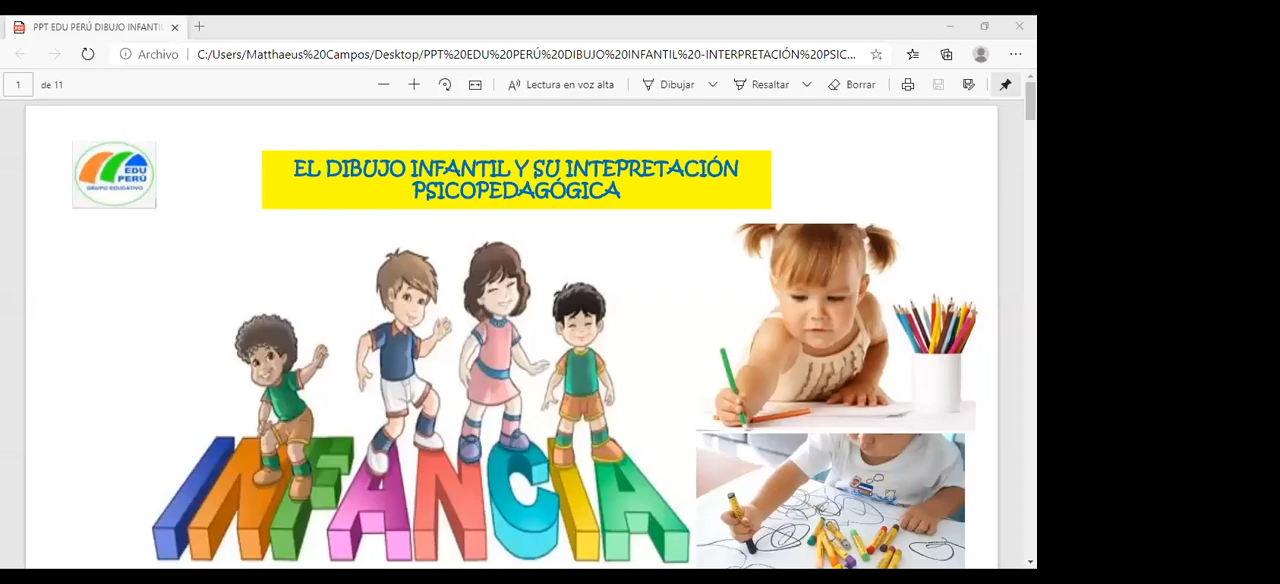 PPT EDU PERÚ DIBUJO INFANTIL
Archivo
C:/Users/Matthaeus%20Campos/Desktop/PPT%20EDU%20PERÚ%20DIBUJO%20INFANTIL%20-INTERPRETACIÓN%20PSIC...
1 de 11
Lectura en voz alta
Dibujar
Resaltar
Borrar
EDU
PERÚ
GRUPO EDUCATIVO
EL DIBUJO INFANTIL Y SU INTEPRETACIÓN
PSICOPEDAGÓGICA
INFANCIA